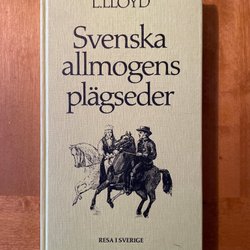 L.LLOYD
Svenska
allmogens
plägseder
RESA I SVERIGE